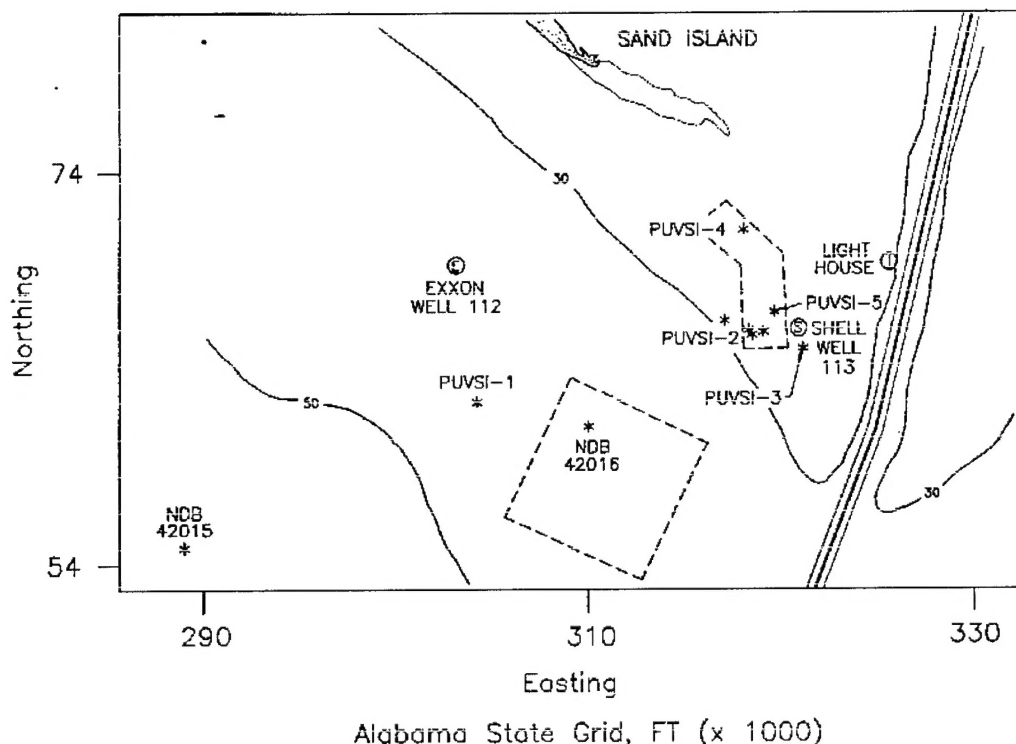 SAND ISLAND
74
30
PUVSI-4
LIGHT
HOUSE
EXXON
WELL 112
PUVSI-5
PUVSI-2
S SHELL
WELL
113
PUVSI-1
PUVSI-3
50
NDB
42016
30
NDB
42015
54
Northing
290
310
330
Easting
Alabama State Grid, FT (x 1000)